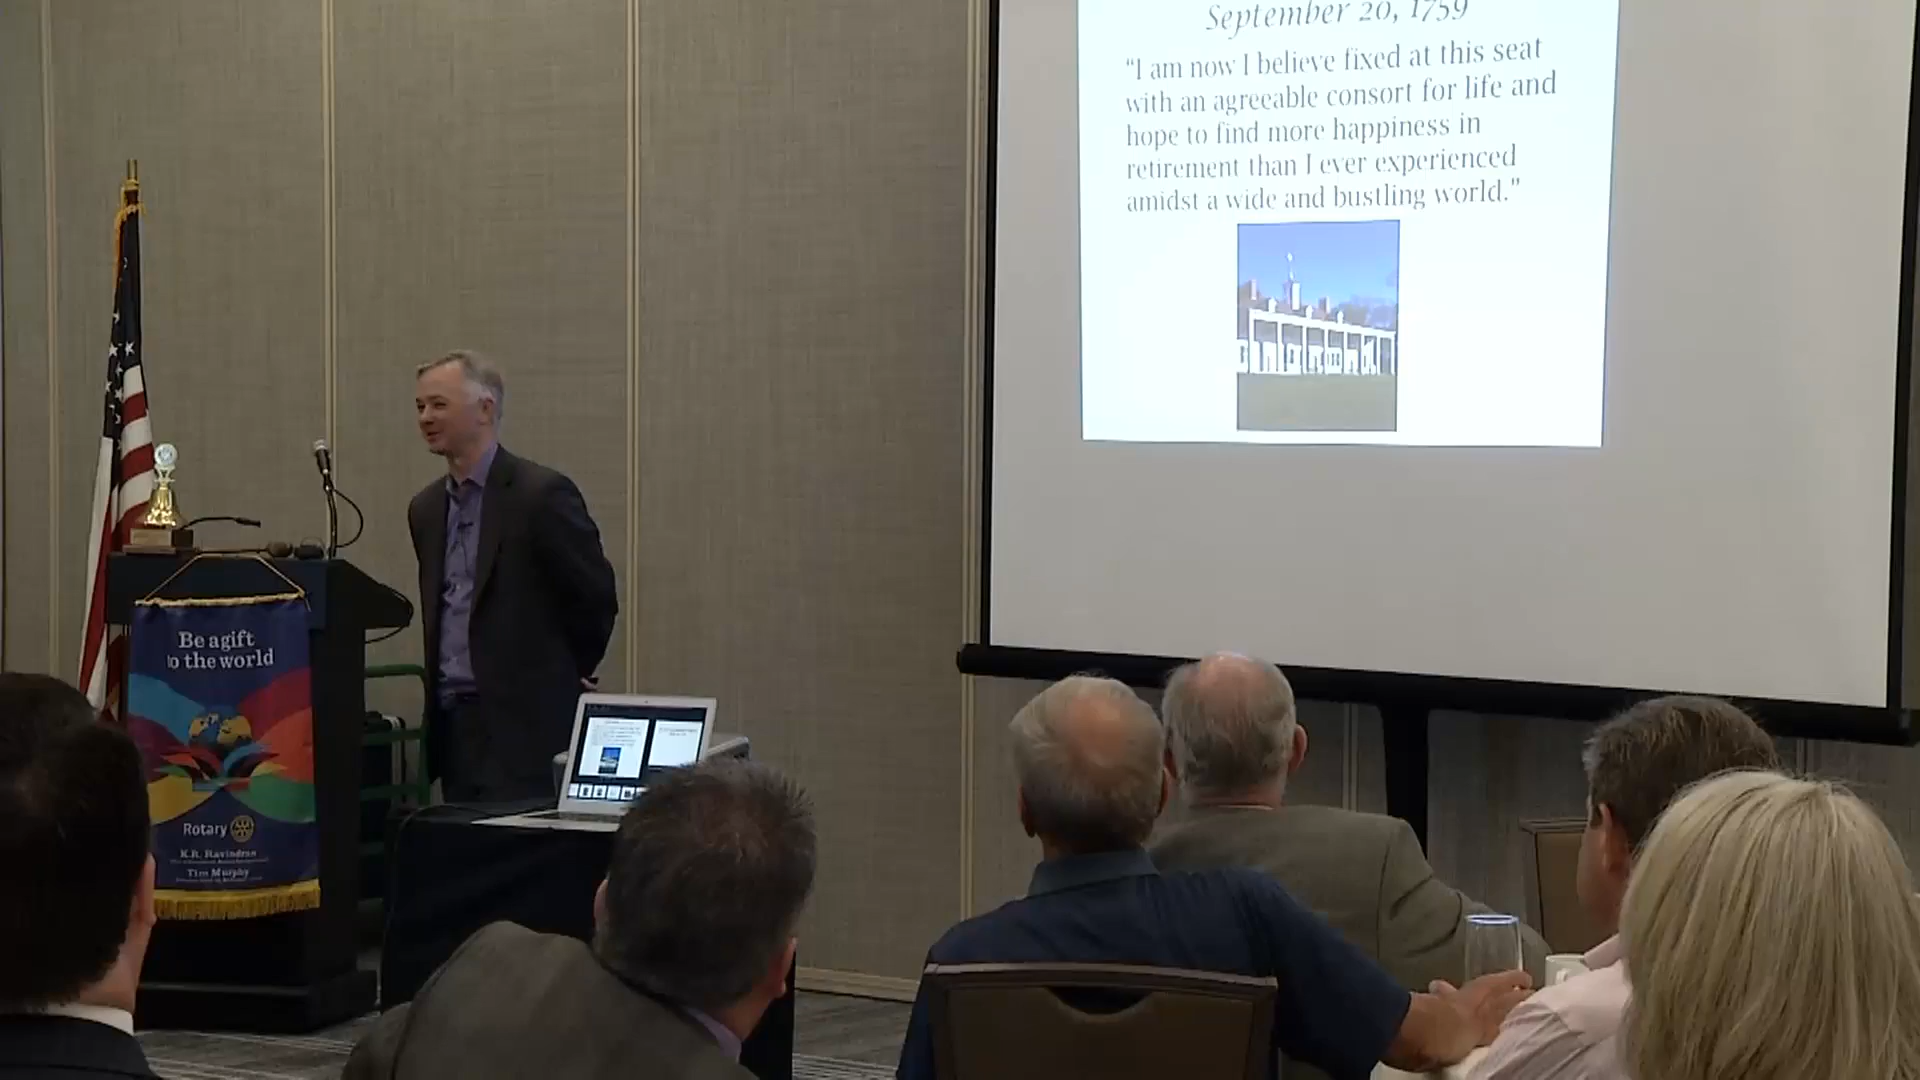 September 20, 1759
“I am now I believe fixed at this seat
with an agreeable consort for life and
hope to find more happiness in
retirement than I ever experienced
amidst a wide and bustling world.”
Be a gift
to the world
Rotary
K.R. Ravindran
Tim Murphy